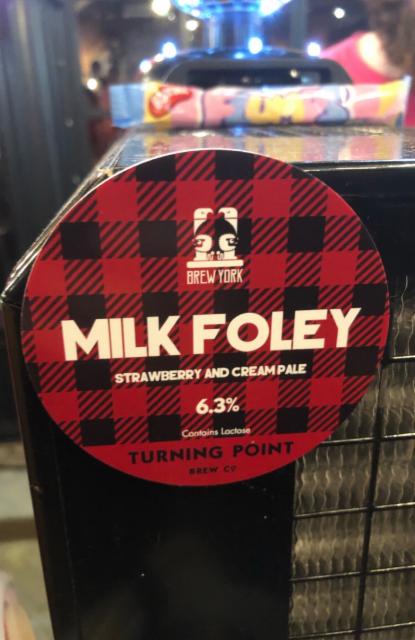 BREW YORK
MILK FOLEY
STRAWBERRY AND CREAM PALE
6.3%
Contains Lactose
TURNING POINT
BREW CO